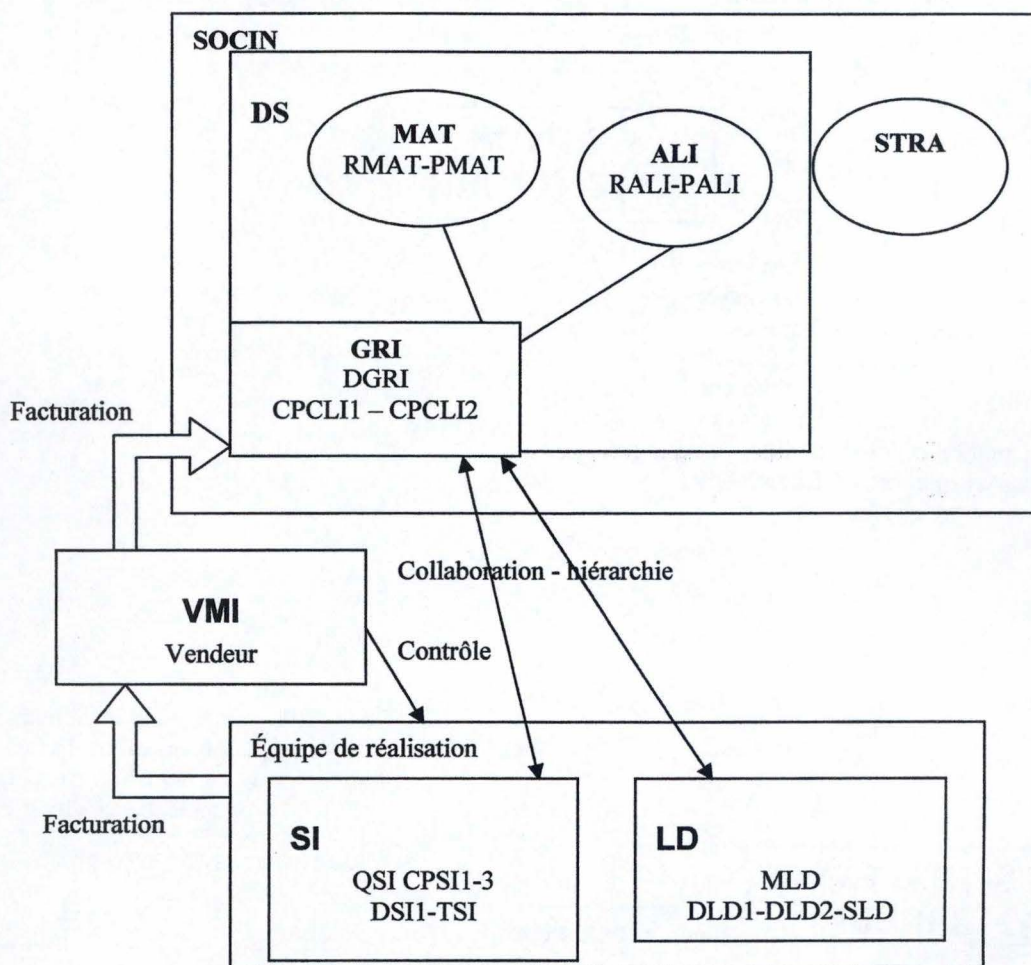 SOCIN
DS
MAT
RMAT-PMAT
ALI
RALI-PALI
STRA
GRI
DGRI
CPCLI1 – CPCLI2
Facturation
VMI
Vendeur
Collaboration - hiérarchie
Contrôle
Équipe de réalisation
Facturation
SI
QSI CPSI1-3
DSI1-TSI
LD
MLD
DLD1-DLD2-SLD